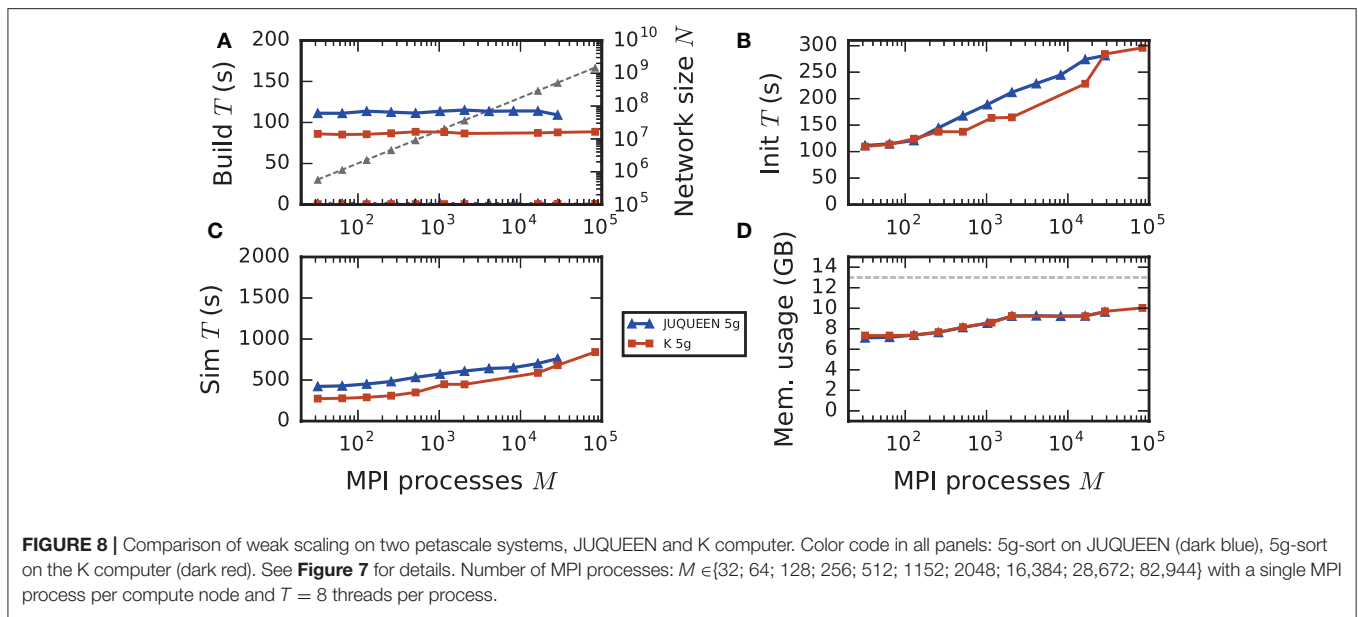 A
B
200
150
100
50
0
Build T (s)
10^10
10^9
10^8
10^7
10^6
10^5
Network size N
10^2 10^3 10^4 10^5
300
250
200
150
100
50
0
Init T (s)
10^2 10^3 10^4 10^5
C
D
2000
1500
1000
500
0
Sim T (s)
10^2 10^3 10^4 10^5
MPI processes M
JUQUEEN 5g
K 5g
14
12
10
8
6
4
2
0
Mem. usage (GB)
10^2 10^3 10^4 10^5
MPI processes M
FIGURE 8 | Comparison of weak scaling on two petascale systems, JUQUEEN and K computer. Color code in all panels: 5g-sort on JUQUEEN (dark blue), 5g-sort
on the K computer (dark red). See Figure 7 for details. Number of MPI processes: M ∈{32; 64; 128; 256; 512; 1152; 2048; 16,384; 28,672; 82,944} with a single MPI
process per compute node and T = 8 threads per process.